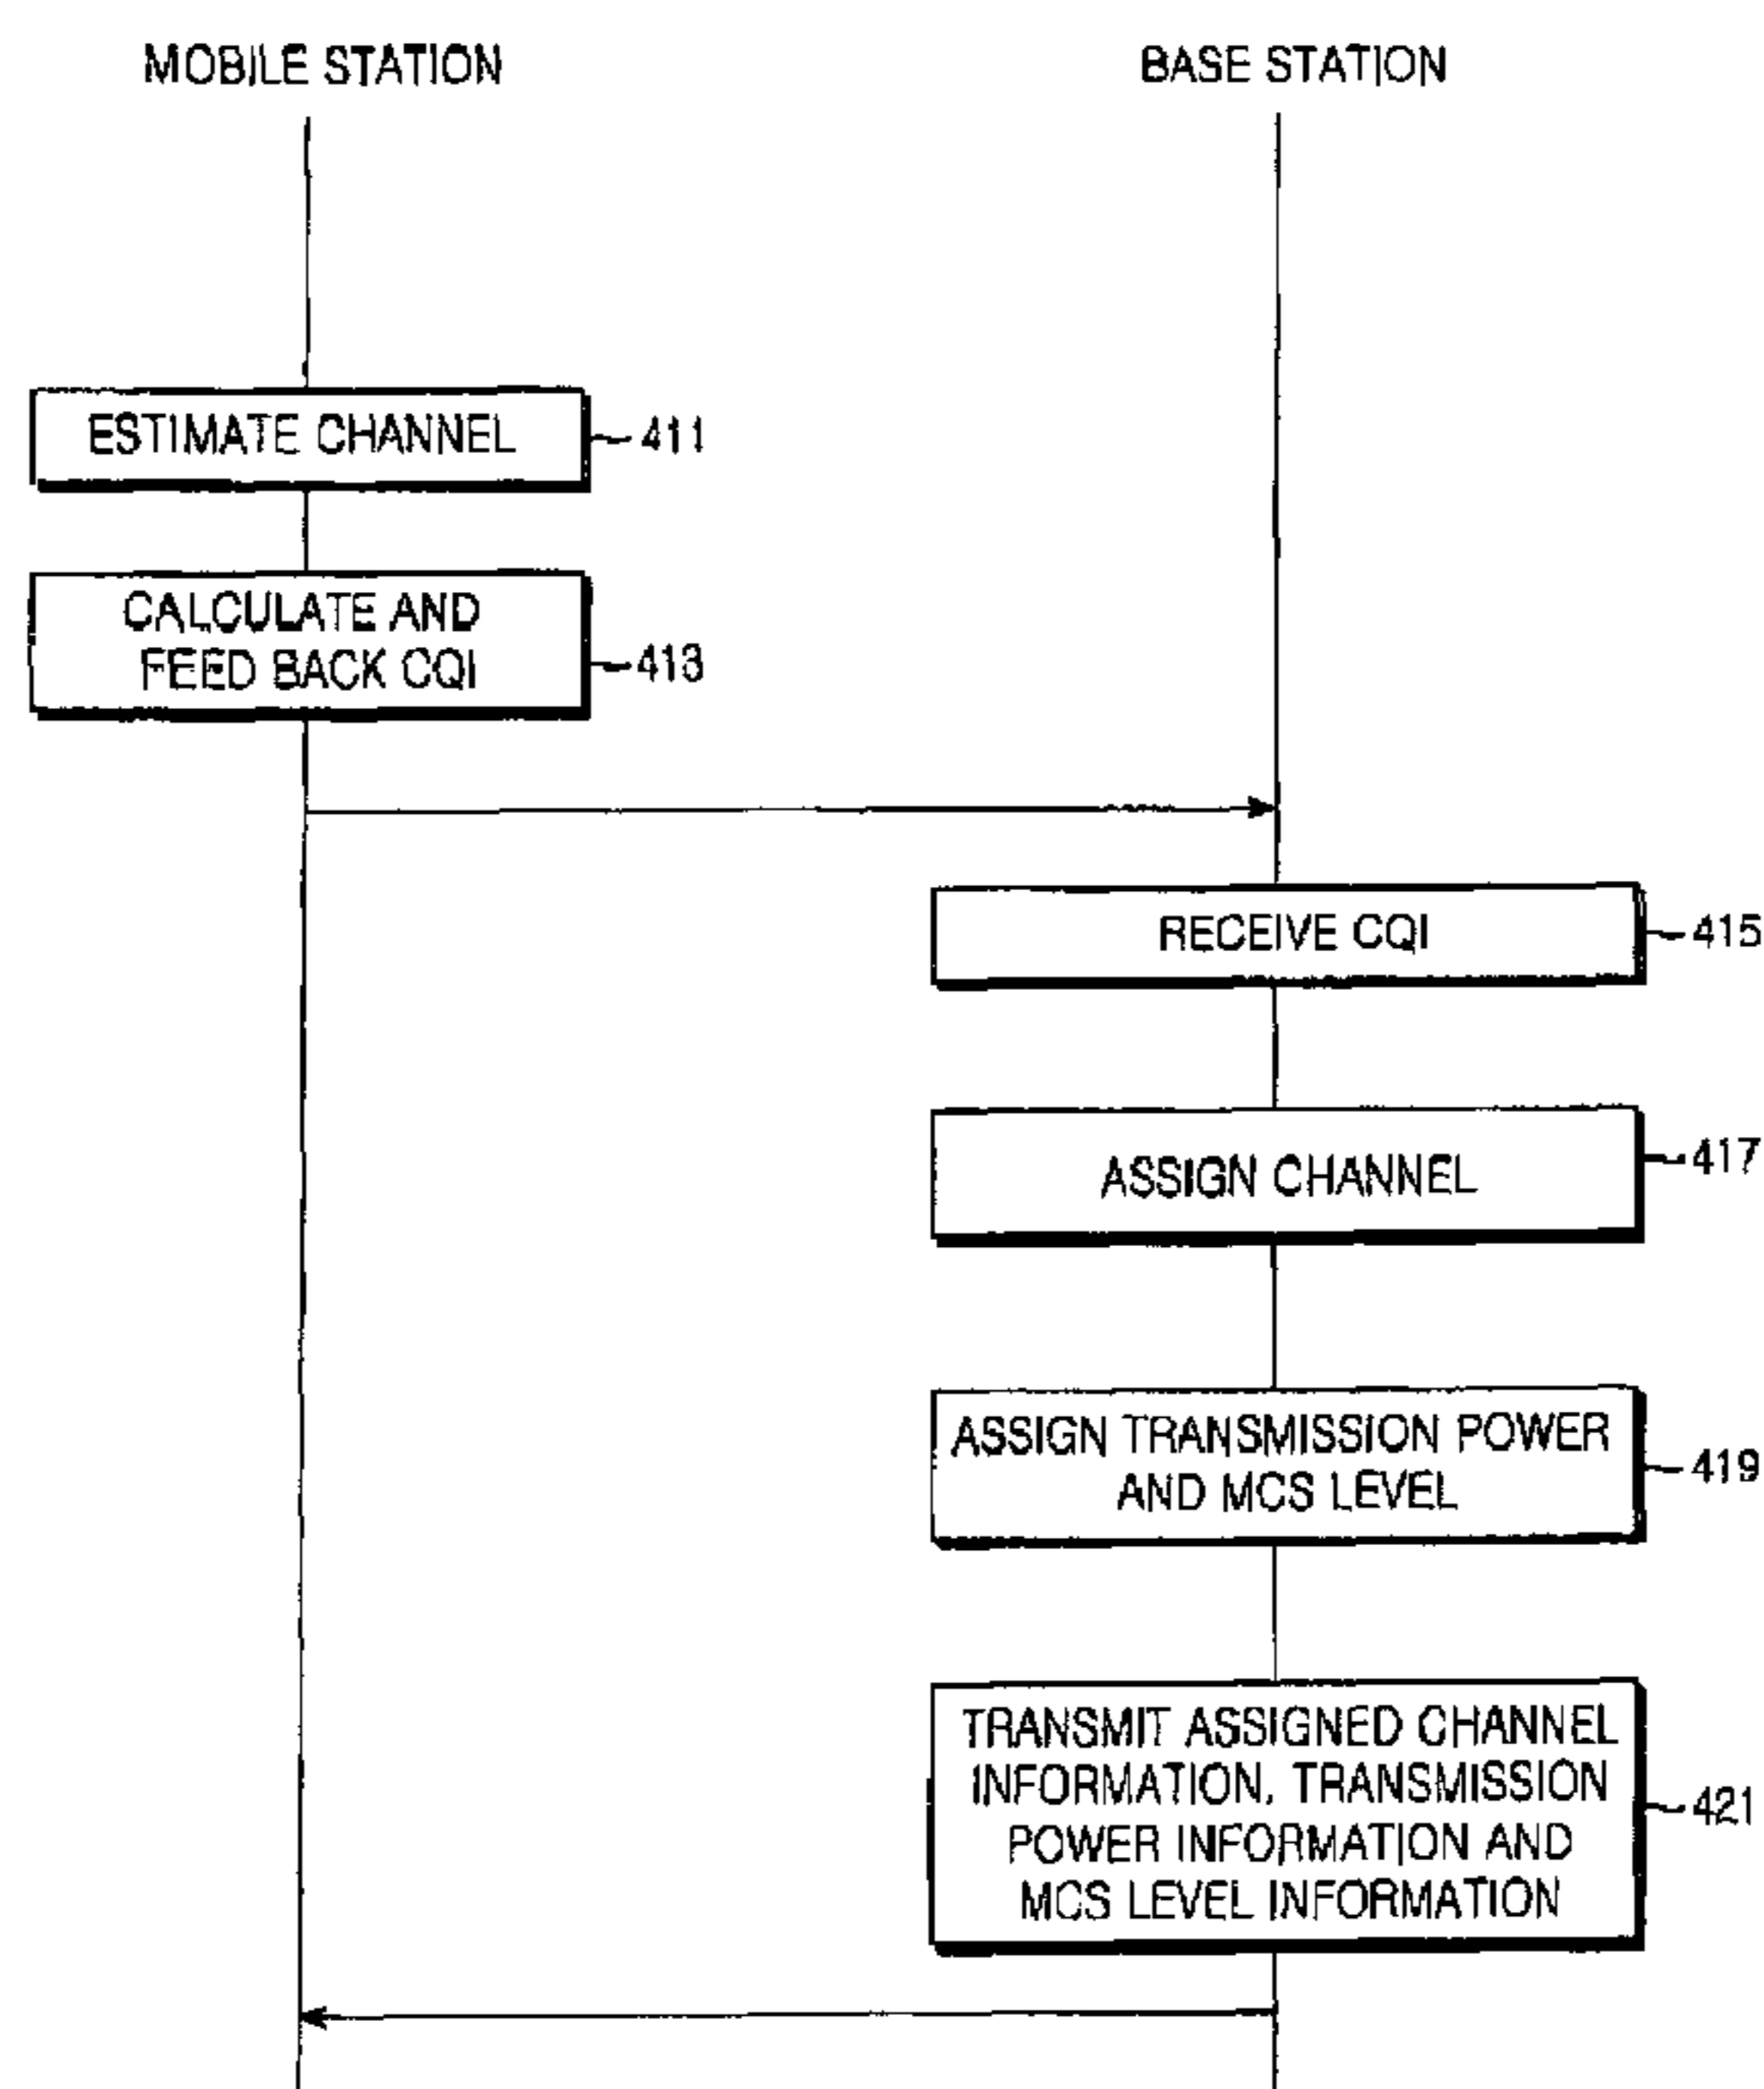 MOBILE STATION
BASE STATION
ESTIMATE CHANNEL
411
CALCULATE AND
FEED BACK CQI
413
RECEIVE CQI
415
ASSIGN CHANNEL
417
ASSIGN TRANSMISSION POWER
AND MCS LEVEL
419
TRANSMIT ASSIGNED CHANNEL
INFORMATION, TRANSMISSION
POWER INFORMATION AND
MCS LEVEL INFORMATION
421